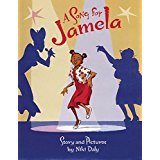 A Song for
Jamela
Story and Pictures
by Niki Daly